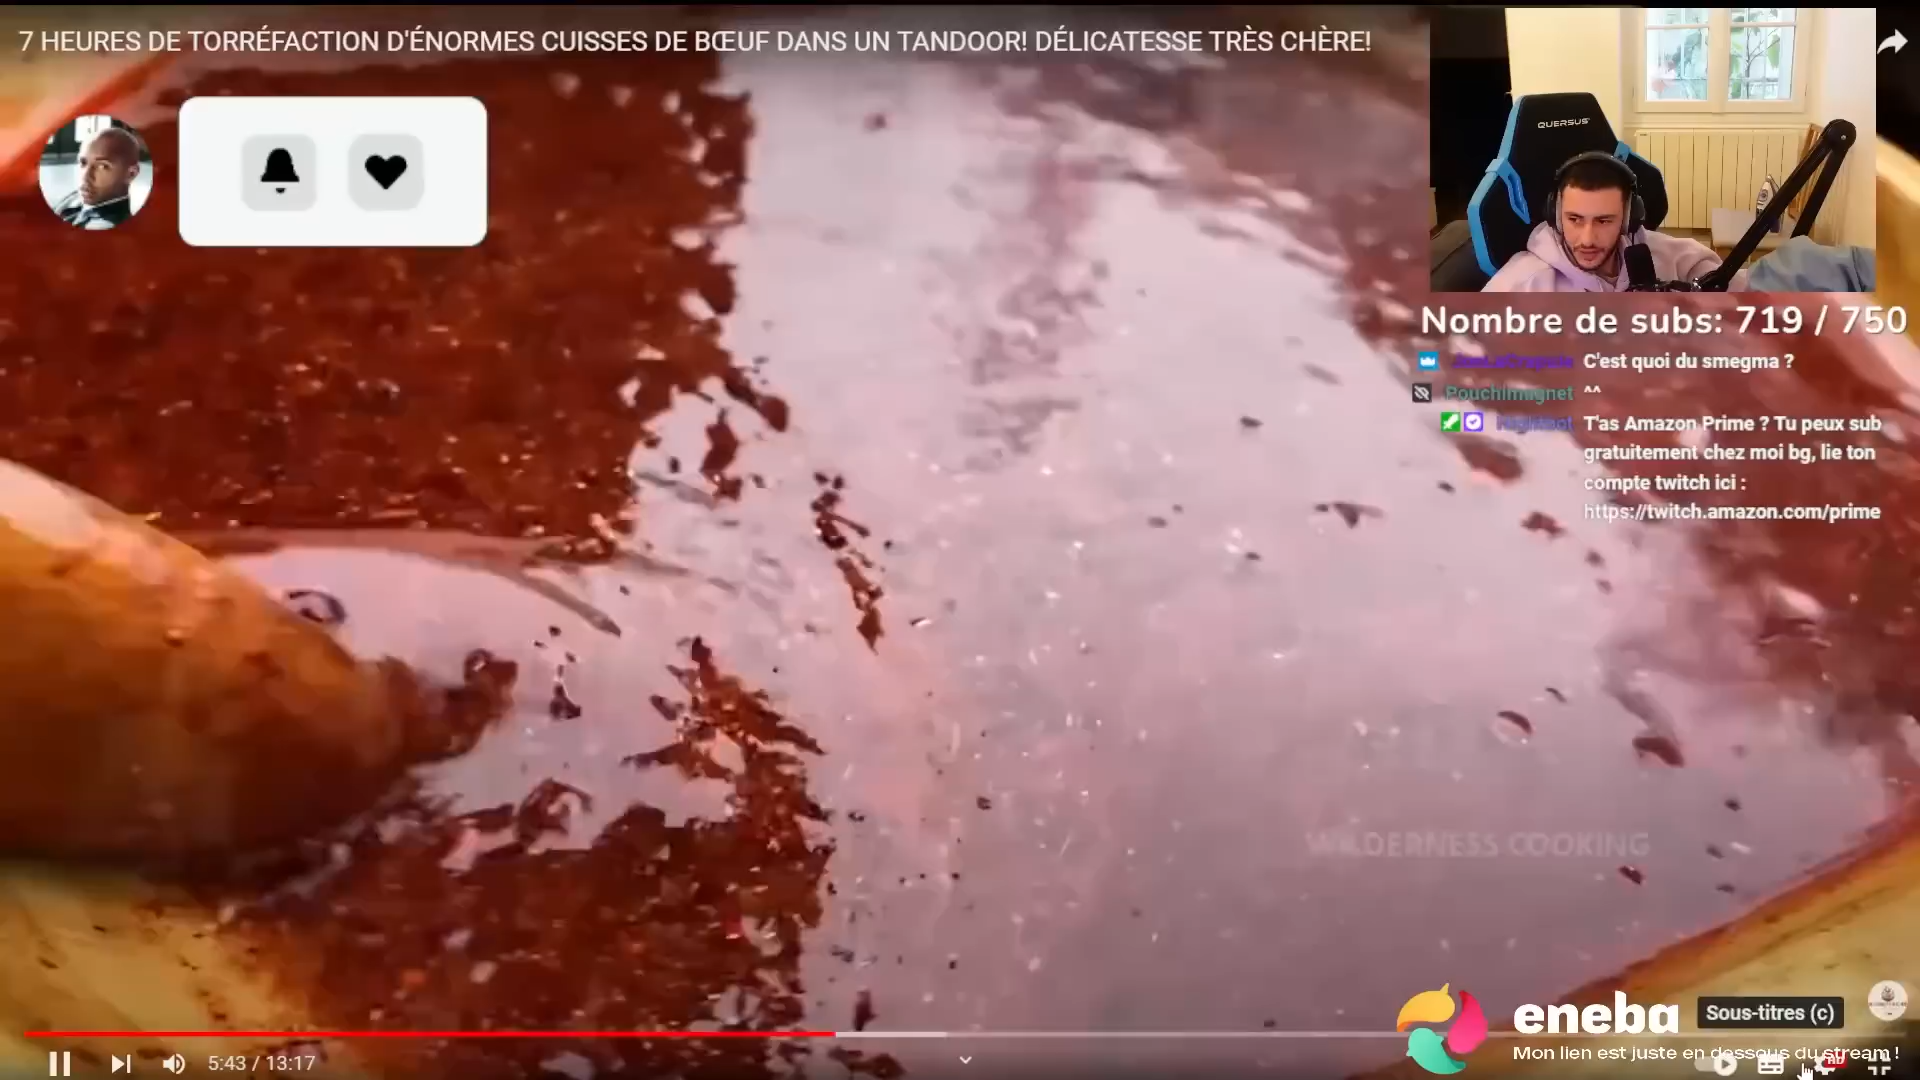 7 HEURES DE TORRÉFACTION D'ÉNORMES CUISSES DE BŒUF DANS UN TANDOOR! DÉLICATESSE TRÈS CHÈRE!
QUERSUS
Nombre de subs: 719 / 750
C'est quoi du smegma ?
Pouchimugnet ^^
T'as Amazon Prime ? Tu peux sub
gratuitement chez moi bg, lie ton
compte twitch ici :
https://twitch.amazon.com/prime
WILDERNESS COOKING
eneba
Sous-titres (c)
Mon lien est juste en dessous du stream !
5:43 / 13:17
HD